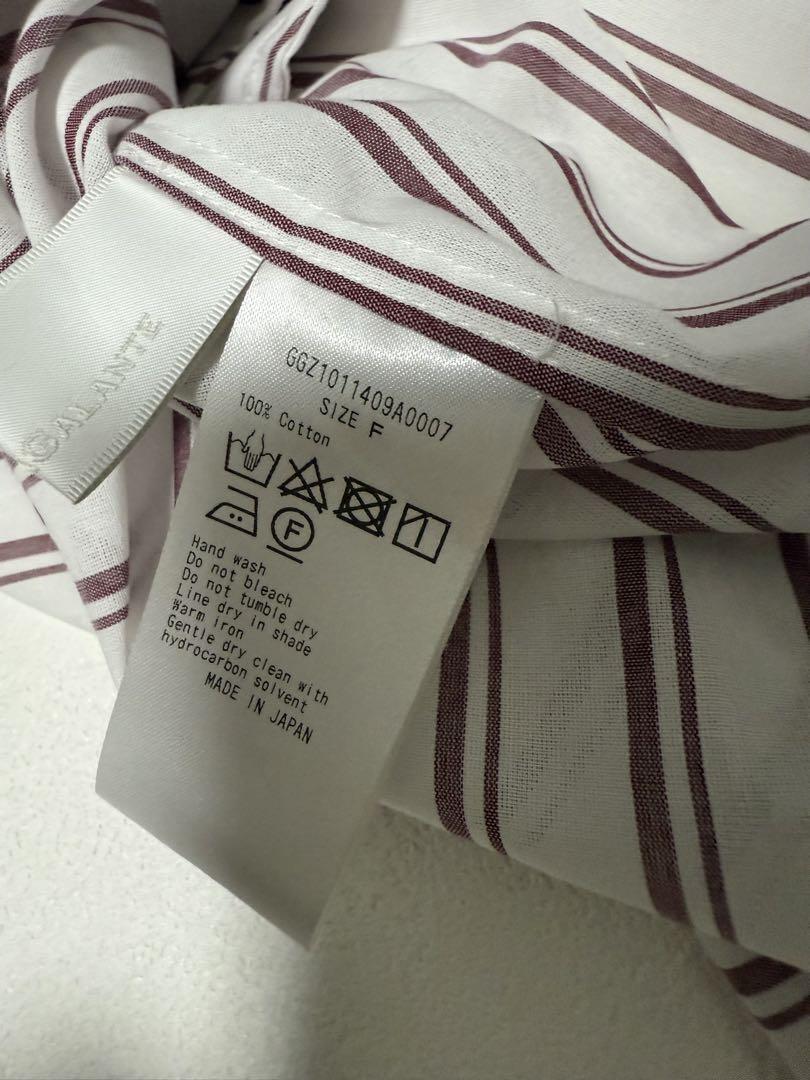 GALANTE
GGZ1011409A0007
SIZE F
100% Cotton
F
Hand wash
Do not bleach
Do not tumble dry
Line dry in shade
Warm iron
Gentle dry clean with
hydrocarbon solvent
MADE IN JAPAN